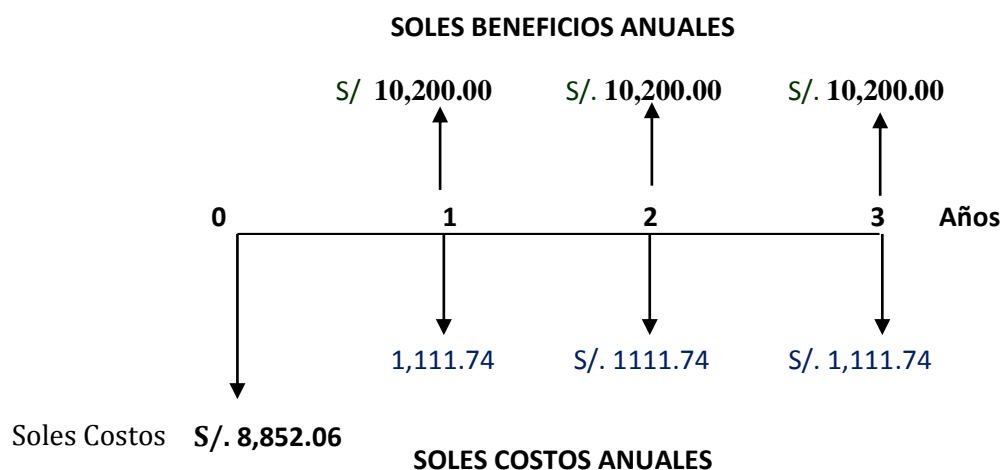 SOLES BENEFICIOS ANUALES
S/ 10,200.00 S/. 10,200.00 S/. 10,200.00
0 1 2 3 Años
1,111.74 S/. 1111.74 S/. 1,111.74
Soles Costos S/. 8,852.06
SOLES COSTOS ANUALES